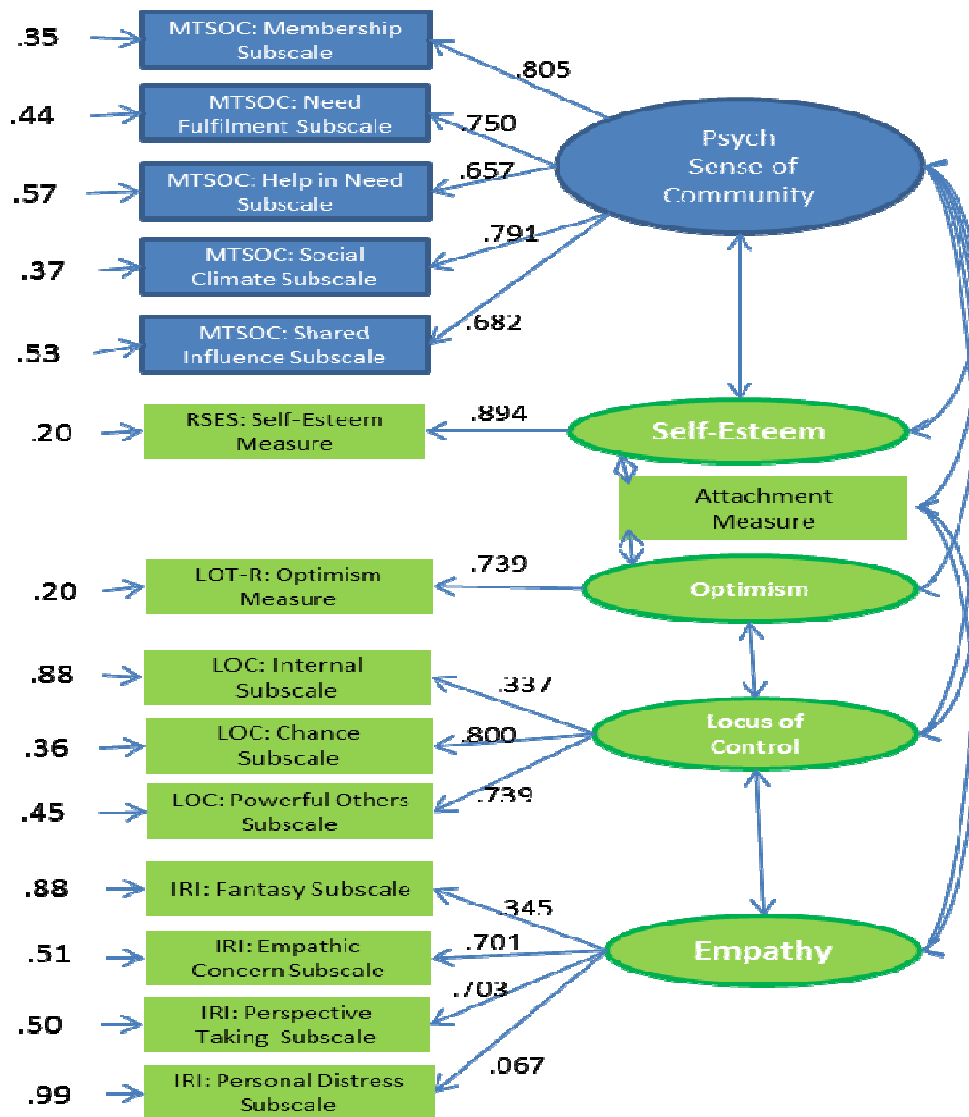 .35
MTSOC: Membership
Subscale
.805
.44
MTSOC: Need
Fulfilment Subscale
.750
Psych
Sense of
Community
.57
MTSOC: Help in Need
Subscale
.657
.37
MTSOC: Social
Climate Subscale
.791
.53
MTSOC: Shared
Influence Subscale
.682
.20
RSES: Self-Esteem
Measure
.894
Self-Esteem
Attachment
Measure
.20
LOT-R: Optimism
Measure
.739
Optimism
.88
LOC: Internal
Subscale
.337
.36
LOC: Chance
Subscale
.800
Locus of
Control
.45
LOC: Powerful Others
Subscale
.739
.88
IRI: Fantasy Subscale
.345
.51
IRI: Empathic
Concern Subscale
.701
Empathy
.50
IRI: Perspective
Taking Subscale
.703
.99
IRI: Personal Distress
Subscale
.067